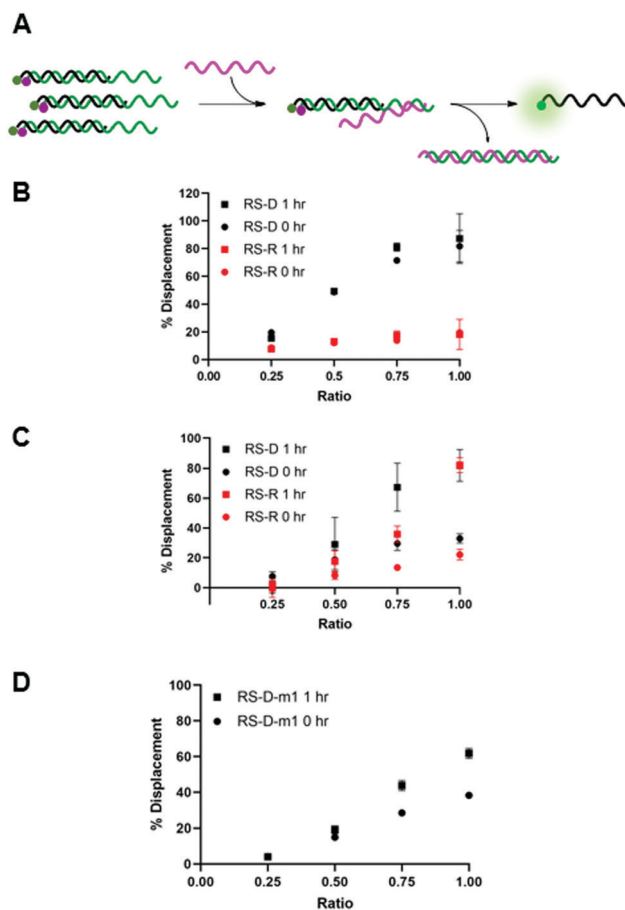 A
B
120
100
80
60
40
20
0
% Displacement
RS-D 1 hr
RS-D 0 hr
RS-R 1 hr
RS-R 0 hr
0.00
0.25
0.5
0.75
1.00
Ratio
C
100
80
60
40
20
0
% Displacement
RS-D 1 hr
RS-D 0 hr
RS-R 1 hr
RS-R 0 hr
0.25
0.50
0.75
1.00
Ratio
D
100
80
60
40
20
0
% Displacement
RS-D-m1 1 hr
RS-D-m1 0 hr
0.00
0.25
0.50
0.75
1.00
Ratio